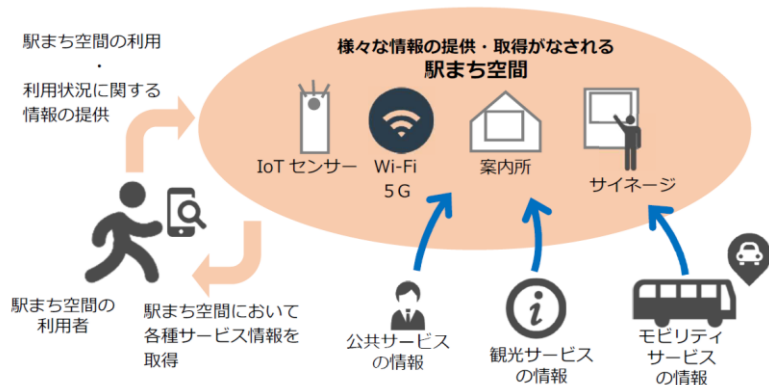 駅まち空間の利用
・
利用状況に関する
情報の提供
様々な情報の提供・取得がなされる
駅まち空間
IoT センサー
Wi-Fi
5G
案内所
サイネージ
駅まち空間の
利用者
駅まち空間において
各種サービス情報を
取得
公共サービス
の情報
観光サービス
の情報
モビリティ
サービス
の情報